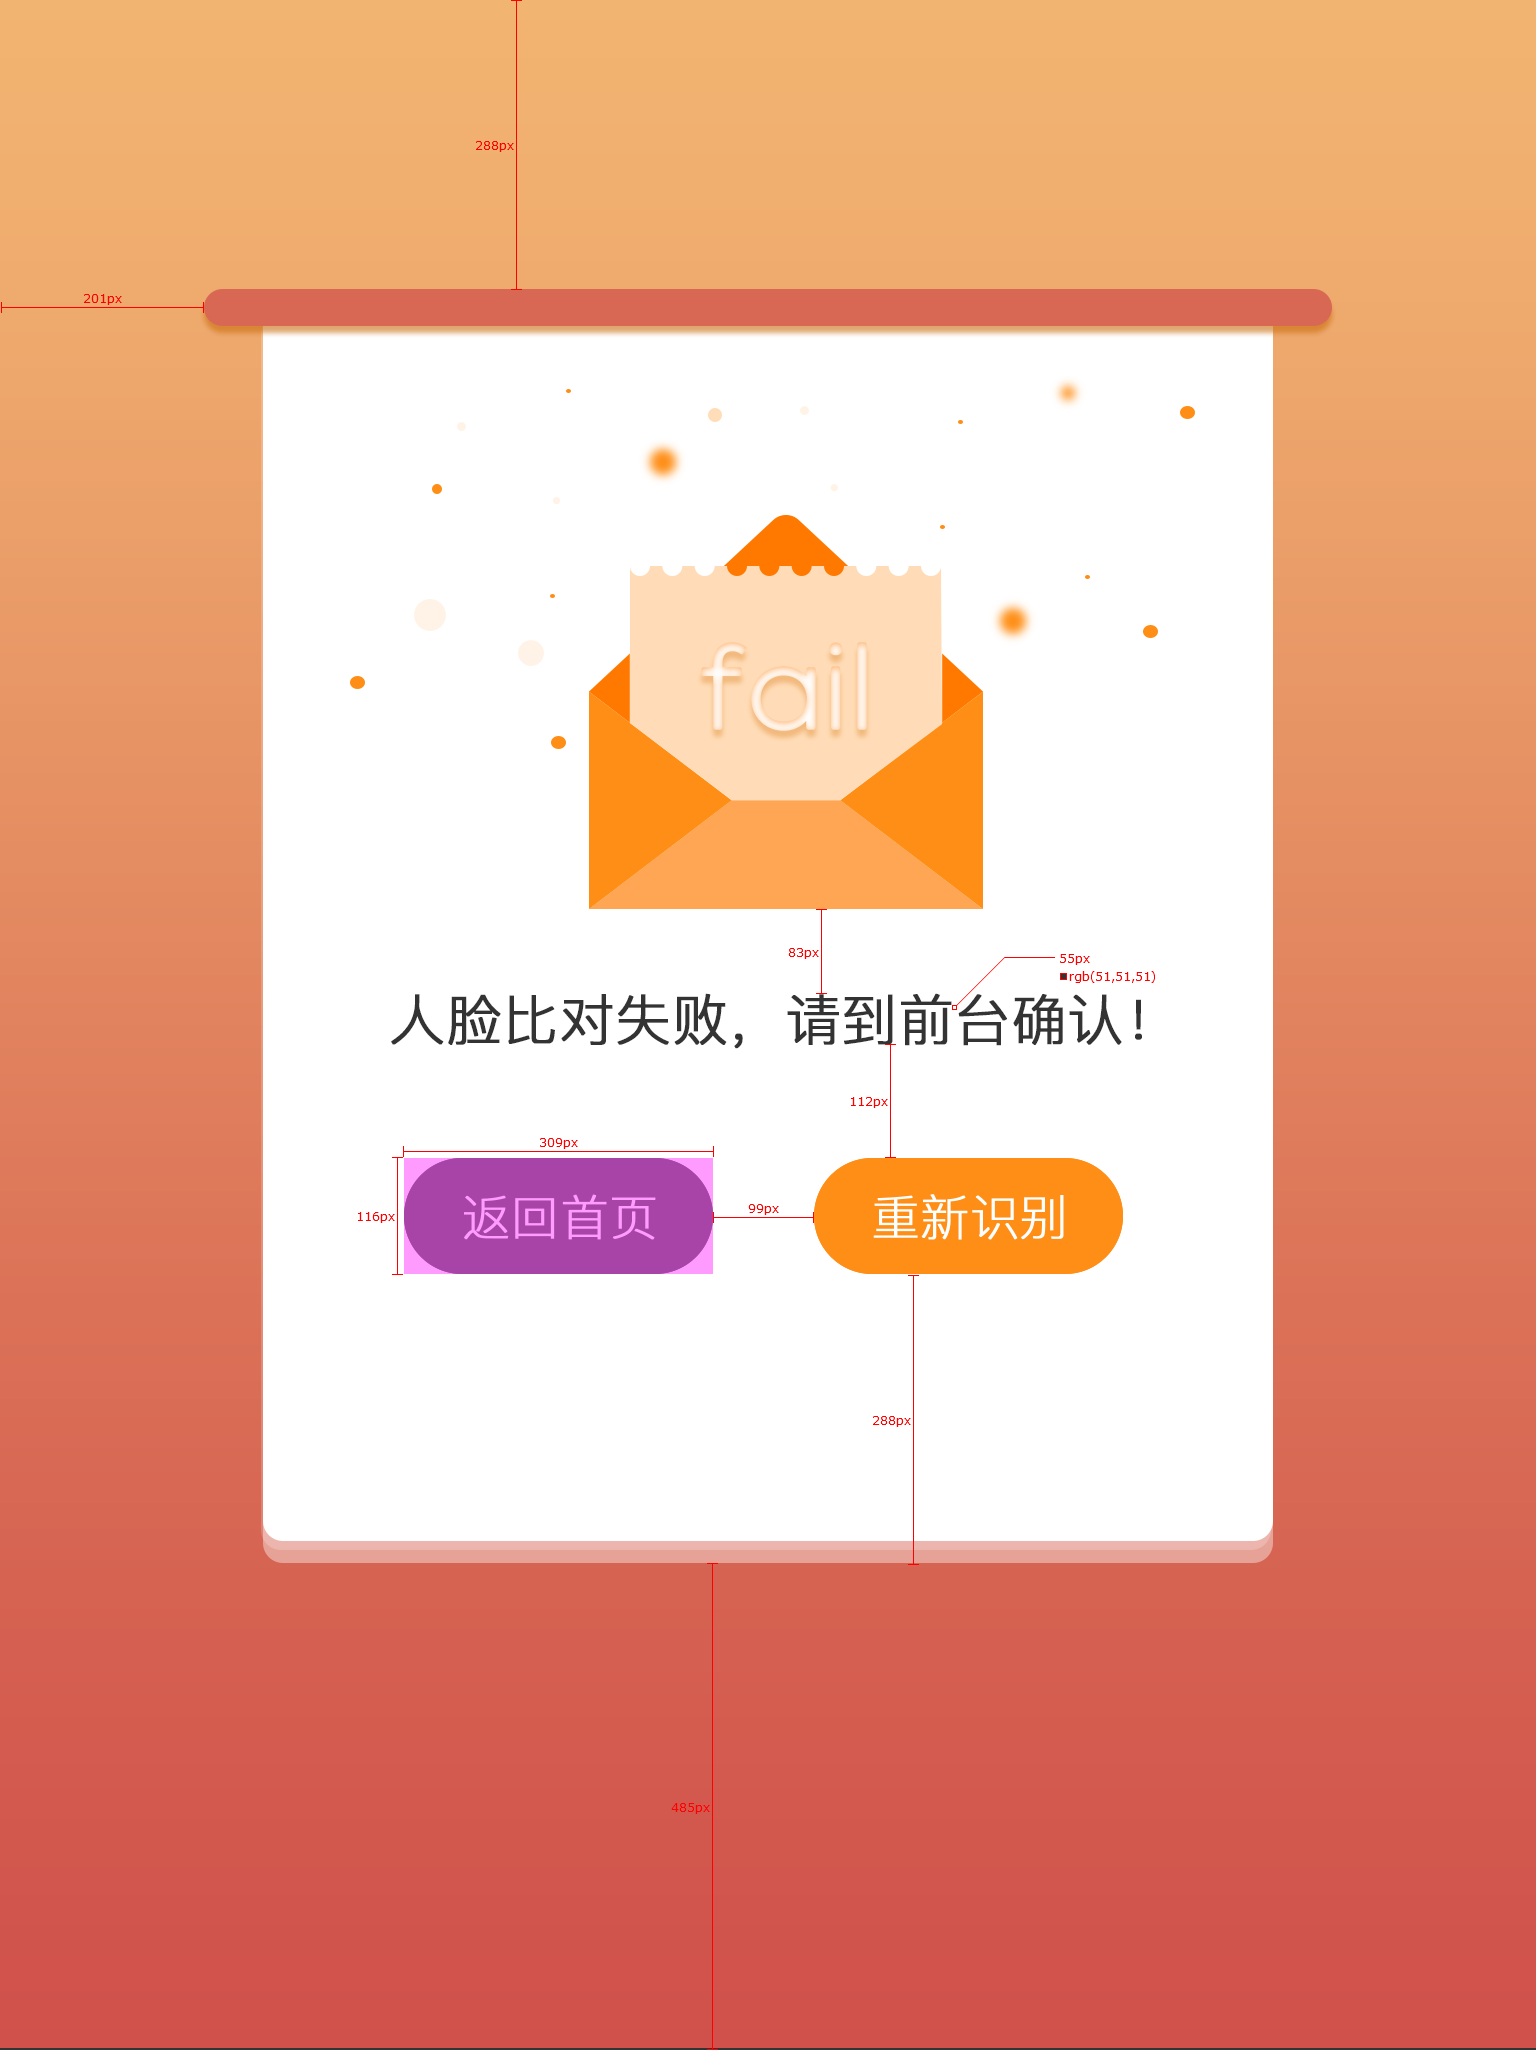 288px
201px
fail
83px
55px
rgb(51,51,51)
人脸比对失败，请到前台确认！
112px
309px
116px
返回首页
99px
重新识别
288px
485px